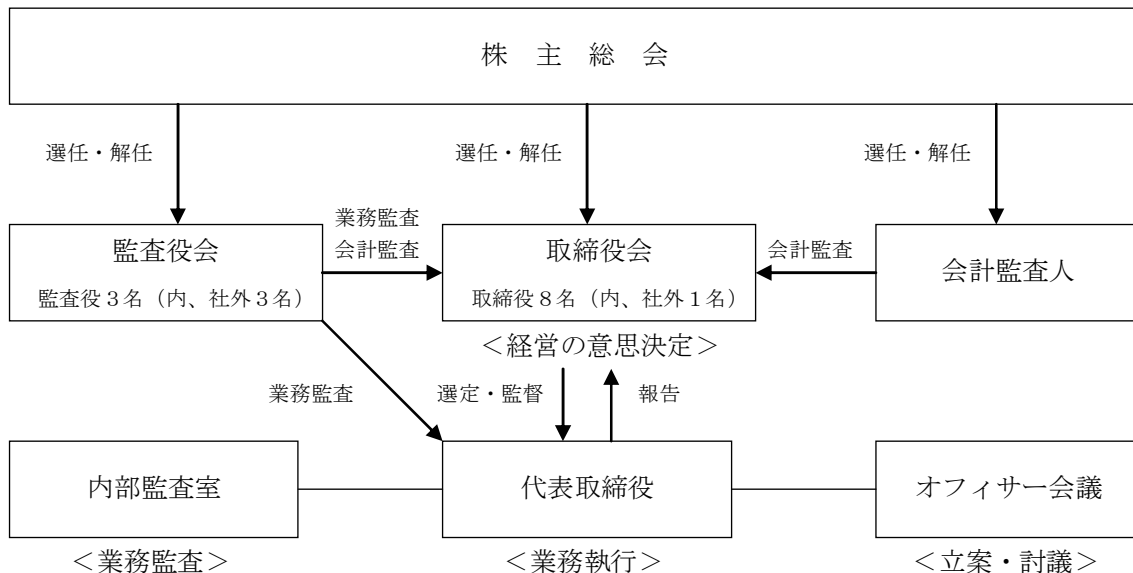 株 主 総 会
選任・解任
選任・解任
選任・解任
監査役会
監査役３名（内、社外３名）
業務監査
会計監査
取締役会
取締役８名（内、社外１名）
＜経営の意思決定＞
会計監査
会計監査人
業務監査
選定・監督
報告
内部監査室
＜業務監査＞
代表取締役
＜業務執行＞
オフィサー会議
＜立案・討議＞